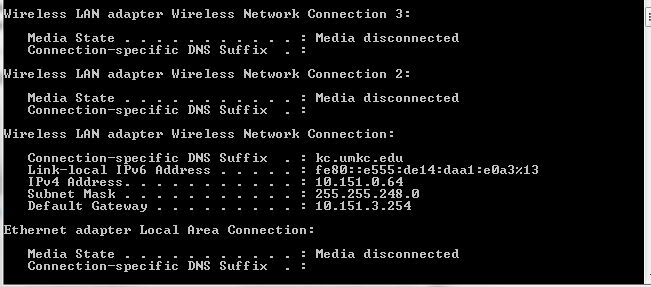 Wireless LAN adapter Wireless Network Connection 3:
Media State . . . . . . . . . . . : Media disconnected
Connection-specific DNS Suffix  . :
Wireless LAN adapter Wireless Network Connection 2:
Media State . . . . . . . . . . . : Media disconnected
Connection-specific DNS Suffix  . :
Wireless LAN adapter Wireless Network Connection:
Connection-specific DNS Suffix  . : kc.umkc.edu
Link-local IPv6 Address . . . . . : fe80::e555:de14:daa1:e0a3%13
IPv4 Address. . . . . . . . . . . : 10.151.0.64
Subnet Mask . . . . . . . . . . . : 255.255.248.0
Default Gateway . . . . . . . . . : 10.151.3.254
Ethernet adapter Local Area Connection:
Media State . . . . . . . . . . . : Media disconnected
Connection-specific DNS Suffix  . :